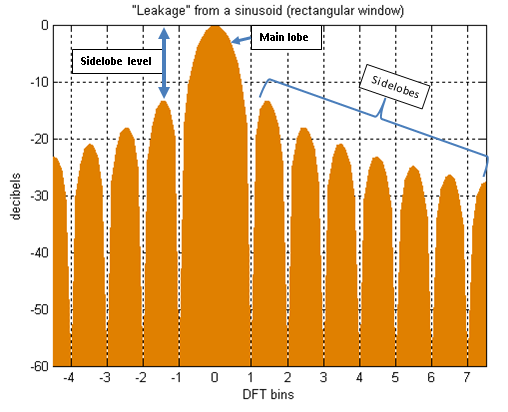 "Leakage" from a sinusoid (rectangular window)
0
Main lobe
Sidelobe level
-10
Sidelobes
-20
decibels
-30
-40
-50
-60
-4 -3 -2 -1 0 1 2 3 4 5 6 7
DFT bins